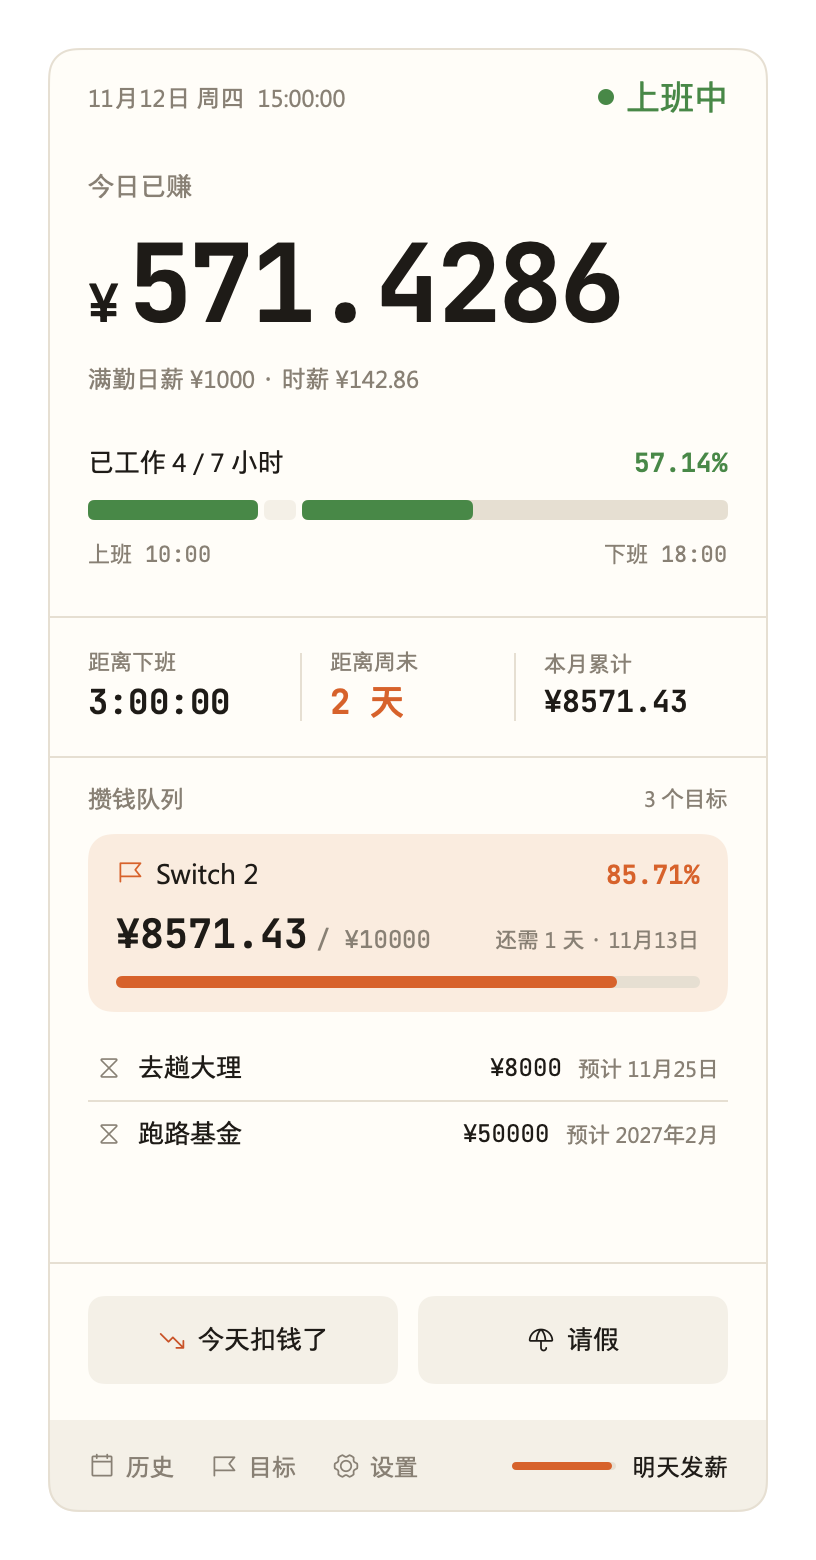 11月12日 周四 15:00:00
上班中
今日已赚
¥571.4286
满勤日薪 ¥1000 · 时薪 ¥142.86
已工作 4 / 7 小时
57.14%
上班 10:00
下班 18:00
距离下班
3:00:00
距离周末
2 天
本月累计
¥8571.43
攒钱队列
3 个目标
Switch 2
85.71%
¥8571.43 / ¥10000
还需 1 天 · 11月13日
去趟大理
¥8000 预计 11月25日
跑路基金
¥50000 预计 2027年2月
今天扣钱了
请假
历史
目标
设置
明天发薪